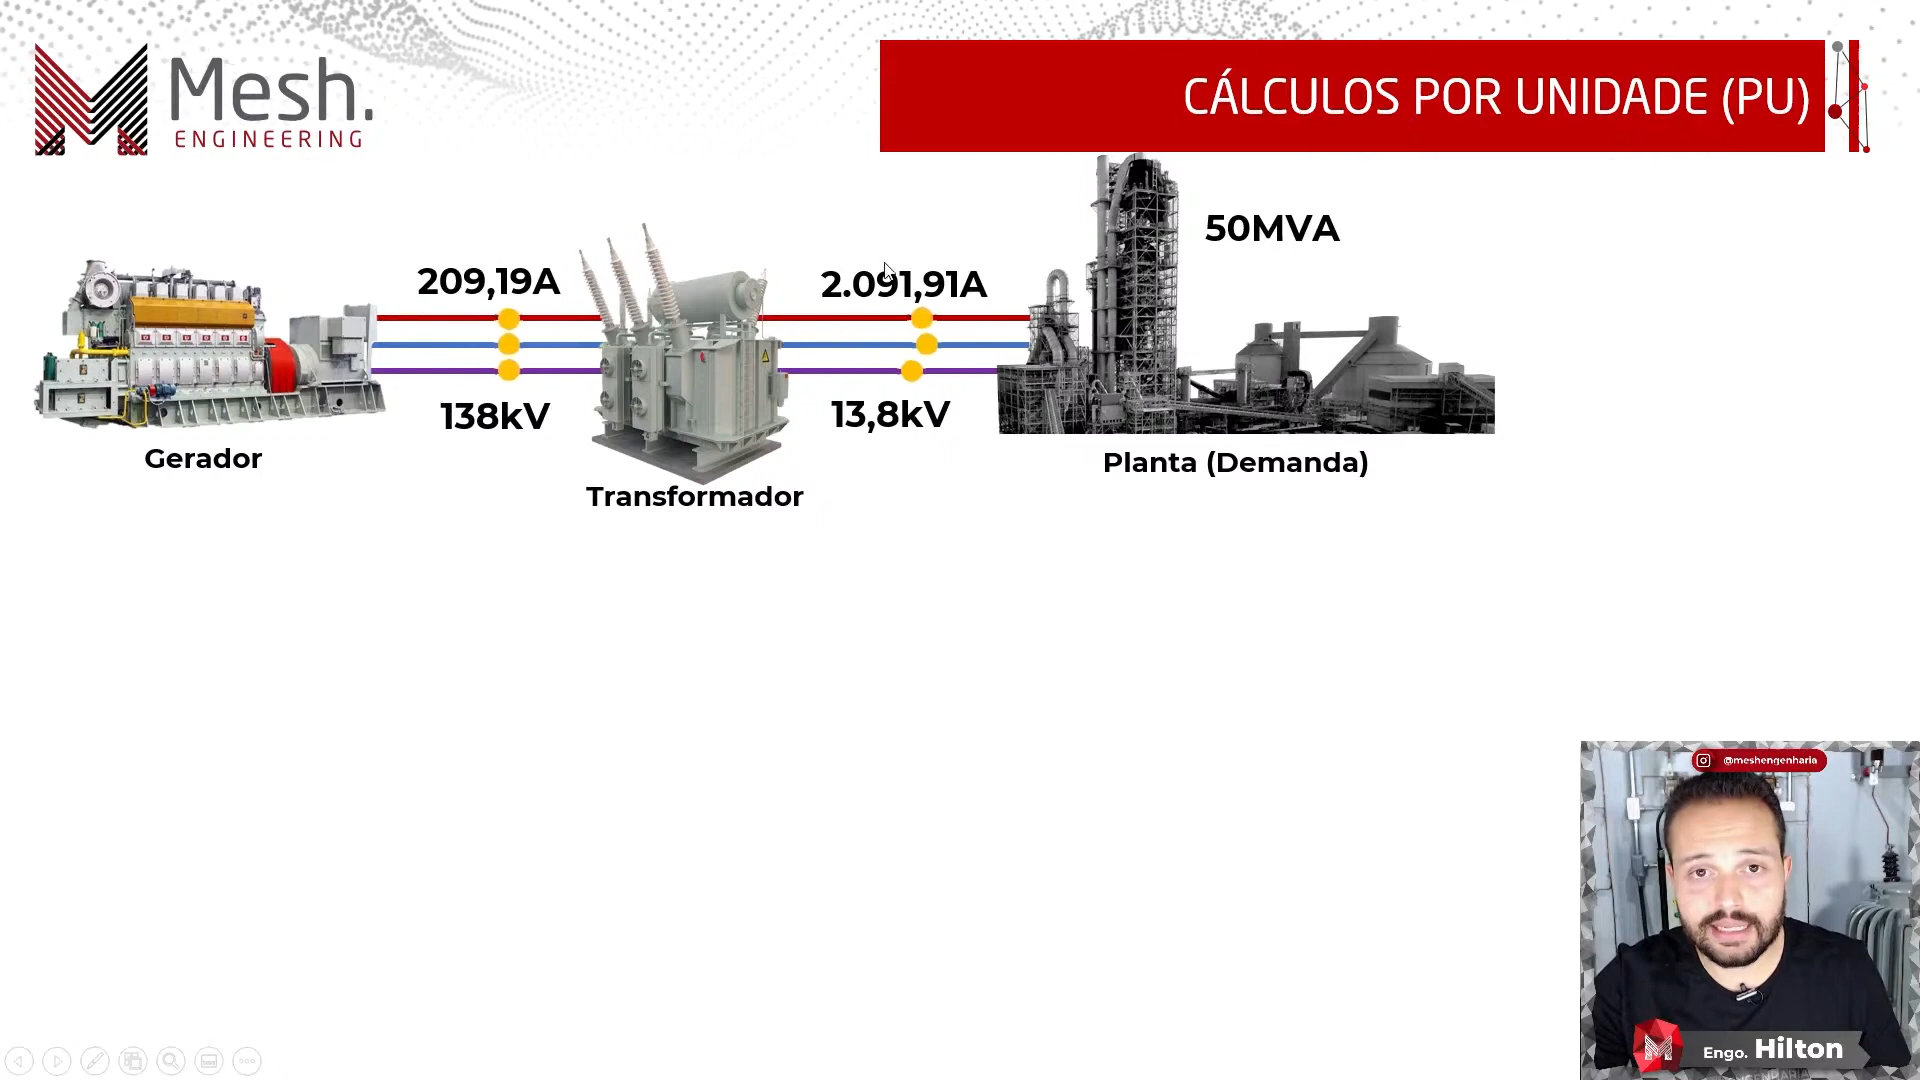 Mesh.
ENGINEERING
CÁLCULOS POR UNIDADE (PU)
50MVA
209,19A
2.091,91A
138kV
13,8kV
Gerador
Transformador
Planta (Demanda)
@meshengenharia
Engo. Hilton